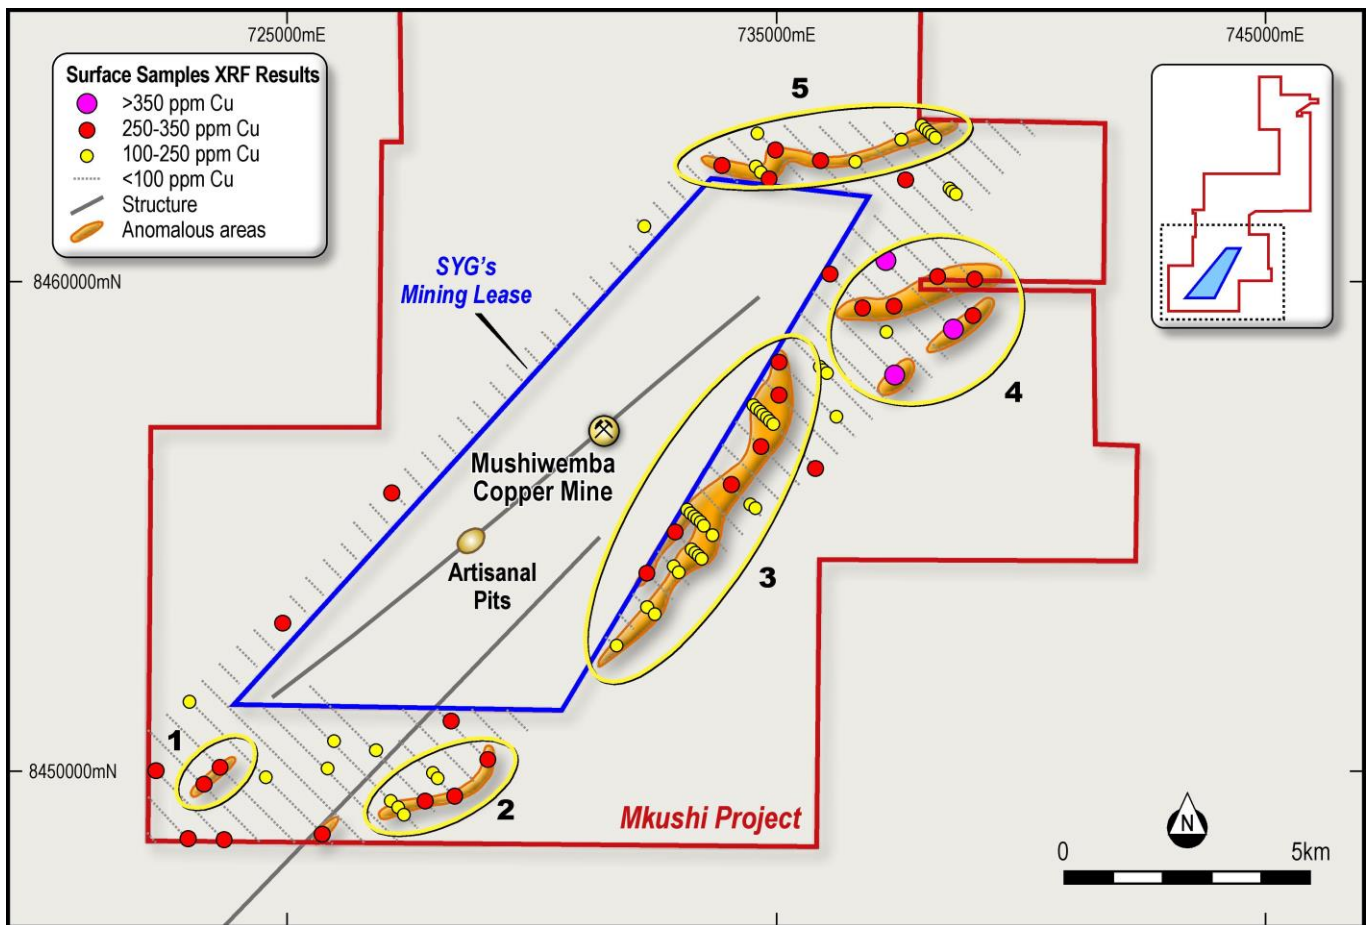 725000mE
735000mE
745000mE
Surface Samples XRF Results
>350 ppm Cu
250-350 ppm Cu
100-250 ppm Cu
<100 ppm Cu
Structure
Anomalous areas
5
8460000mN
SYG's
Mining Lease
4
Mushiwemba
Copper Mine
Artisanal
Pits
3
1
8450000mN
2
Mkushi Project
N
0
5km